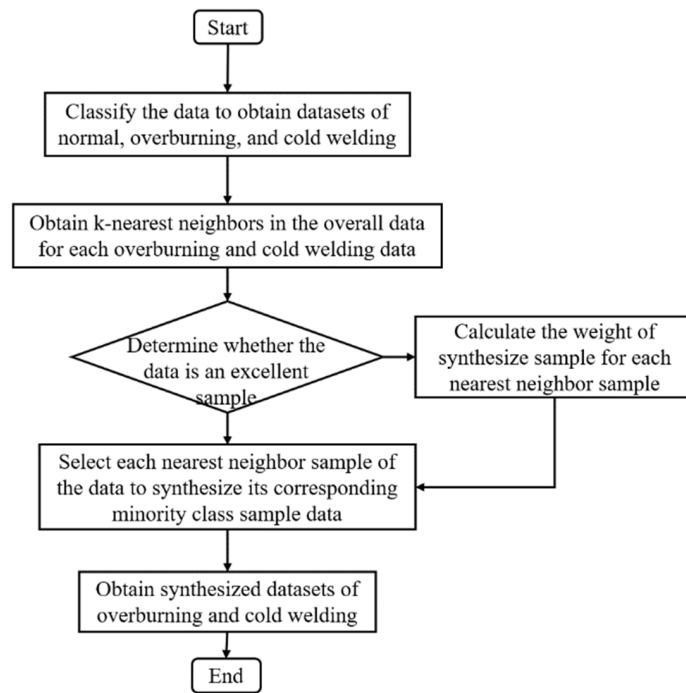 Start
Classify the data to obtain datasets of
normal, overburning, and cold welding
Obtain k-nearest neighbors in the overall data
for each overburning and cold welding data
Determine whether the
data is an excellent
sample
Calculate the weight of
synthesize sample for each
nearest neighbor sample
Select each nearest neighbor sample of
the data to synthesize its corresponding
minority class sample data
Obtain synthesized datasets of
overburning and cold welding
End